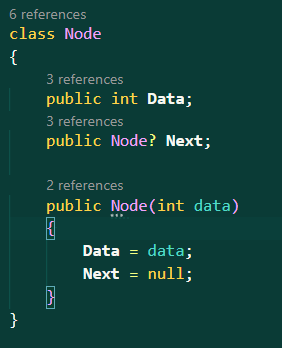 6 references
class Node
{
3 references
public int Data;
3 references
public Node? Next;
2 references
public Node(int data)
{
Data = data;
Next = null;
}
}